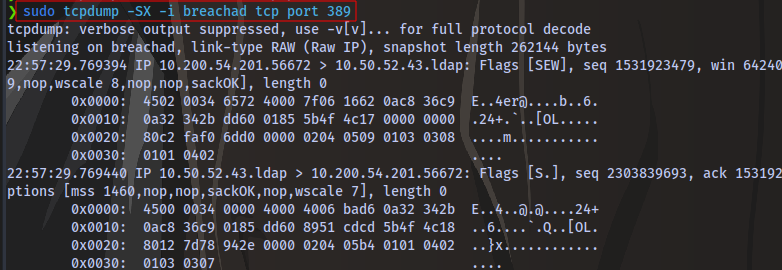 ❯ sudo tcpdump -SX -i breachad tcp port 389
tcpdump: verbose output suppressed, use -v[v]... for full protocol decode
listening on breachad, link-type RAW (Raw IP), snapshot length 262144 bytes
22:57:29.769394 IP 10.200.54.201.56672 > 10.50.52.43.ldap: Flags [SEW], seq 1531923479, win 64240
9,nop,wscale 8,nop,nop,sackOK], length 0
0x0000:  4502 0034 6572 4000 7f06 1662 0ac8 36c9  E..4er@....b..6.
0x0010:  0a32 342b dd60 0185 5b4f 4c17 0000 0000  .24+.`..[OL.....
0x0020:  80c2 faf0 6dd0 0000 0204 0509 0103 0308  ....m...........
0x0030:  0101 0402                                ....
22:57:29.769440 IP 10.50.52.43.ldap > 10.200.54.201.56672: Flags [S.], seq 2303839693, ack 153192
ptions [mss 1460,nop,nop,sackOK,nop,wscale 7], length 0
0x0000:  4500 0034 0000 4000 4006 bad6 0a32 342b  E..4..@.@....24+
0x0010:  0ac8 36c9 0185 dd60 8951 cdcd 5b4f 4c18  ..6....`.Q..[OL.
0x0020:  8012 7d78 942e 0000 0204 05b4 0101 0402  ..}x............
0x0030:  0103 0307                                ....